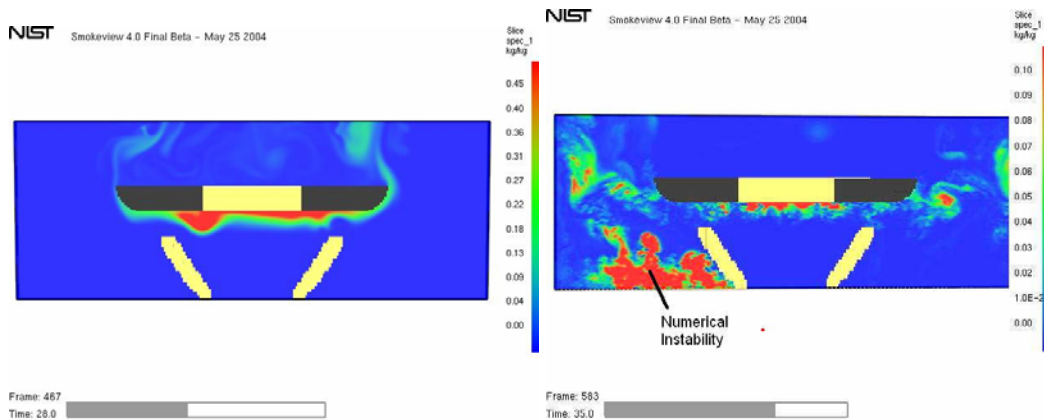 NIST Smokeview 4.0 Final Beta – May 25 2004
Slice
spec_1
kg/kg
0.45
0.40
0.36
0.31
0.27
0.22
0.18
0.13
0.09
0.04
0.00
Frame: 467
Time: 28.0
NIST Smokeview 4.0 Final Beta – May 25 2004
Slice
spec_1
kg/kg
0.10
0.09
0.08
0.07
0.06
0.05
0.04
0.03
0.02
1.0E-2
0.00
Numerical
Instability
Frame: 583
Time: 35.0